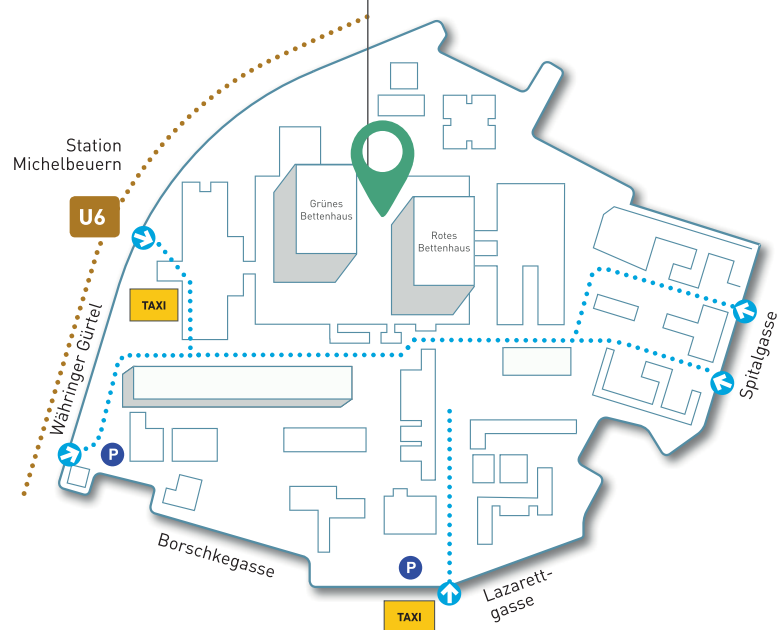 Station
Michelbeuern
U6
Grünes
Bettenhaus
Rotes
Bettenhaus
TAXI
Währinger Gürtel
Spitalgasse
P
Borschkegasse
P
Lazarett-
gasse
TAXI